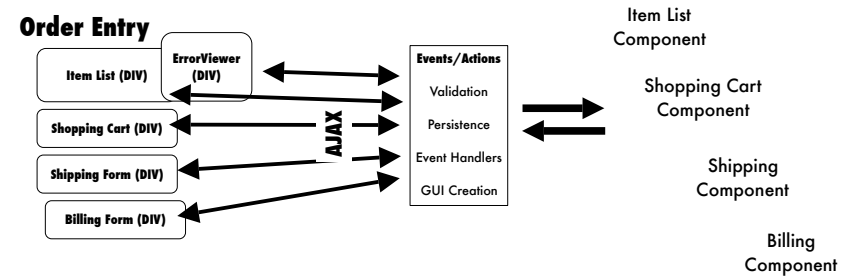 Order Entry
Item List (DIV)
ErrorViewer
(DIV)
Shopping Cart (DIV)
Shipping Form (DIV)
Billing Form (DIV)
AJAX
Events/Actions
Validation
Persistence
Event Handlers
GUI Creation
Item List
Component
Shopping Cart
Component
Shipping
Component
Billing
Component